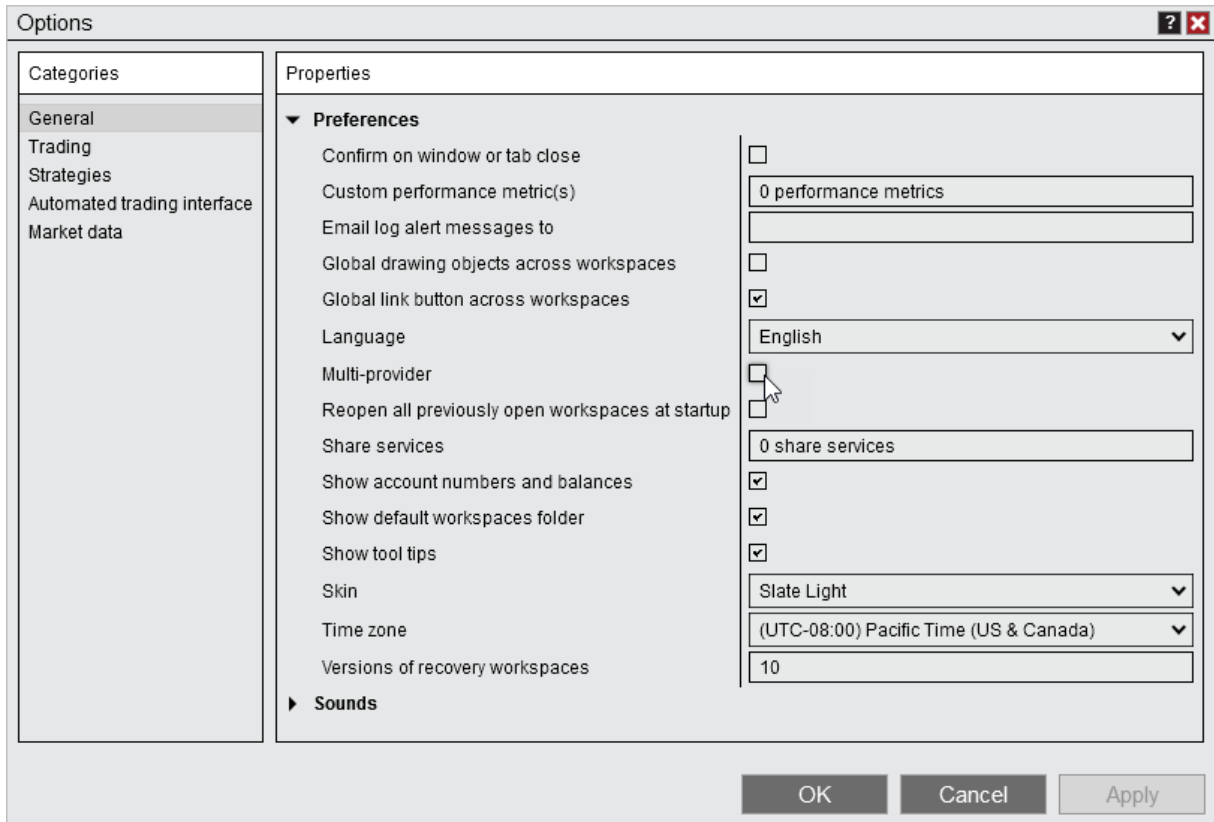 Options
?
Categories
General
Trading
Strategies
Automated trading interface
Market data
Properties
Preferences
Confirm on window or tab close
Custom performance metric(s) 0 performance metrics
Email log alert messages to
Global drawing objects across workspaces
Global link button across workspaces
Language English
Multi-provider
Reopen all previously open workspaces at startup
Share services 0 share services
Show account numbers and balances
Show default workspaces folder
Show tool tips
Skin Slate Light
Time zone (UTC-08:00) Pacific Time (US & Canada)
Versions of recovery workspaces 10
Sounds
OK Cancel Apply